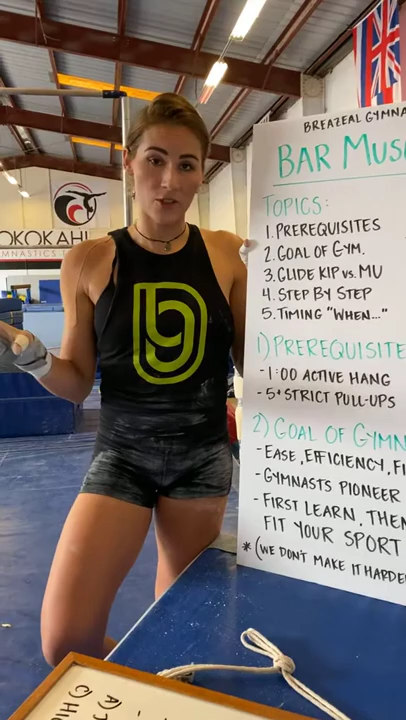 BREAZEAL GYMNA
BAR MUS
TOPICS:
1. PREREQUISITES
2. GOAL OF GYM.
3. GLIDE KIP vs. MU
4. STEP BY STEP
5. TIMING "WHEN..."
1) PREREQUISITE
- 1:00 ACTIVE HANG
- 5+ STRICT PULL-UPS
2) GOAL OF GYMN
- EASE, EFFICIENCY, FI
- GYMNASTS PIONEER
- FIRST LEARN, THEN
FIT YOUR SPORT
* (WE DON'T MAKE IT HARDE
OKOKAHI
GYMNASTICS